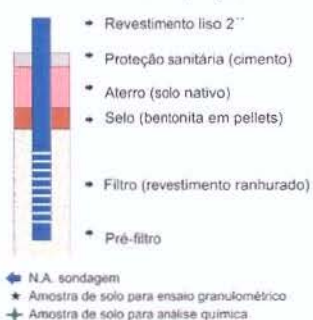 Revestimento liso 2´´
Proteção sanitária (cimento)
Aterro (solo nativo)
Selo (bentonita em pellets)
Filtro (revestimento ranhurado)
Pré-filtro
N.A. sondagem
Amostra de solo para ensaio granulométrico
Amostra de solo para análise química